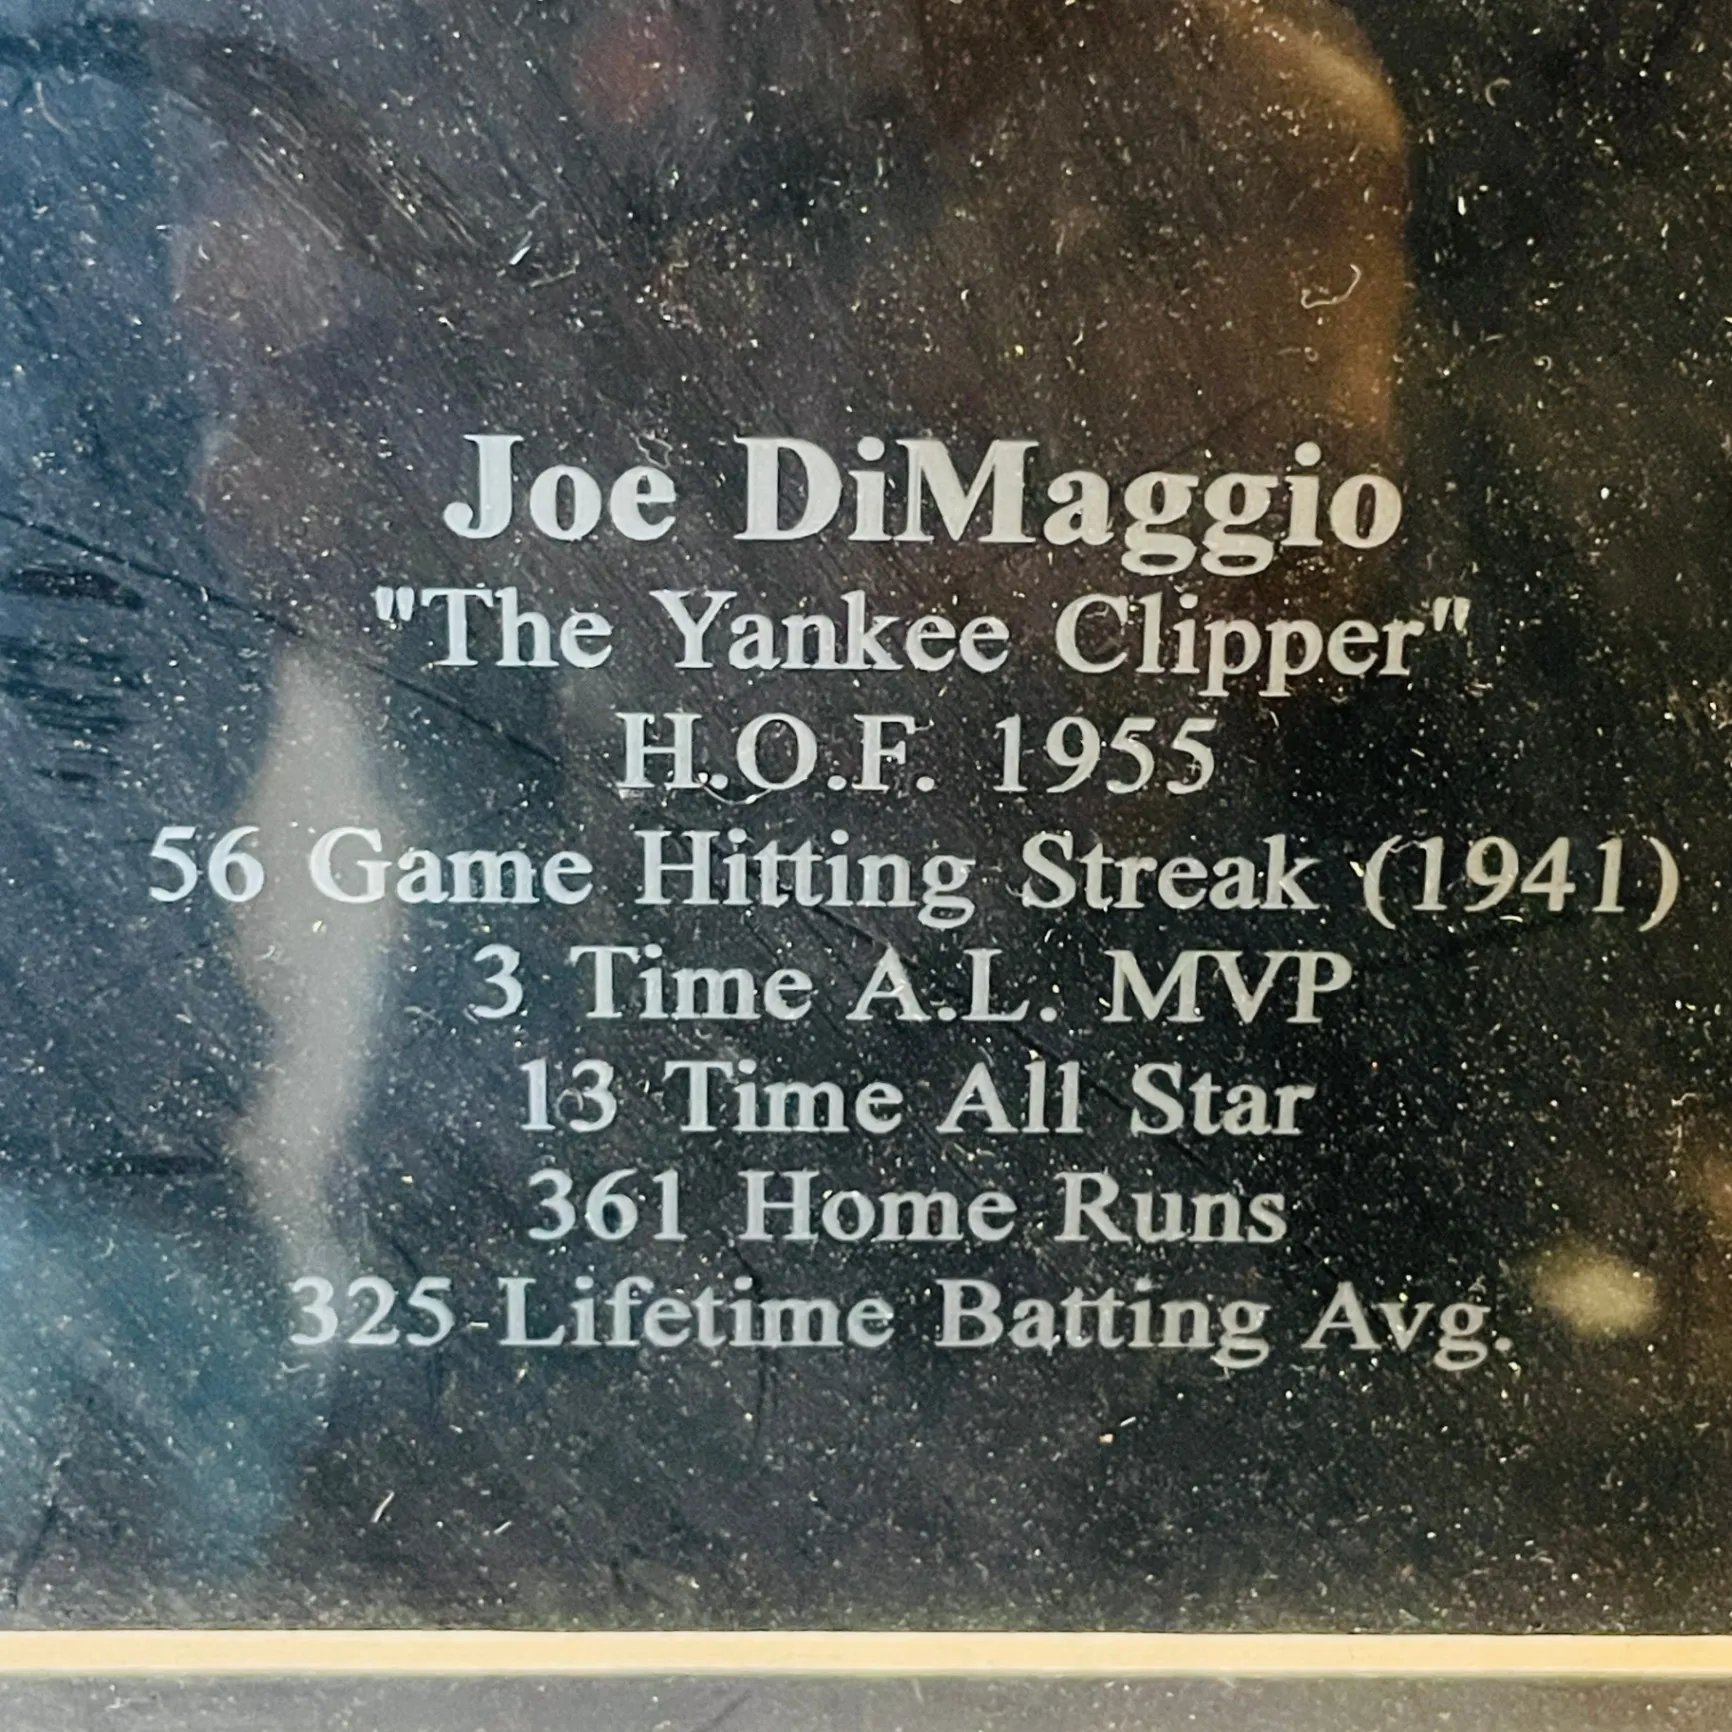 Joe DiMaggio
"The Yankee Clipper"
H.O.F. 1955
56 Game Hitting Streak (1941)
3 Time A.L. MVP
13 Time All Star
361 Home Runs
325 Lifetime Batting Avg.